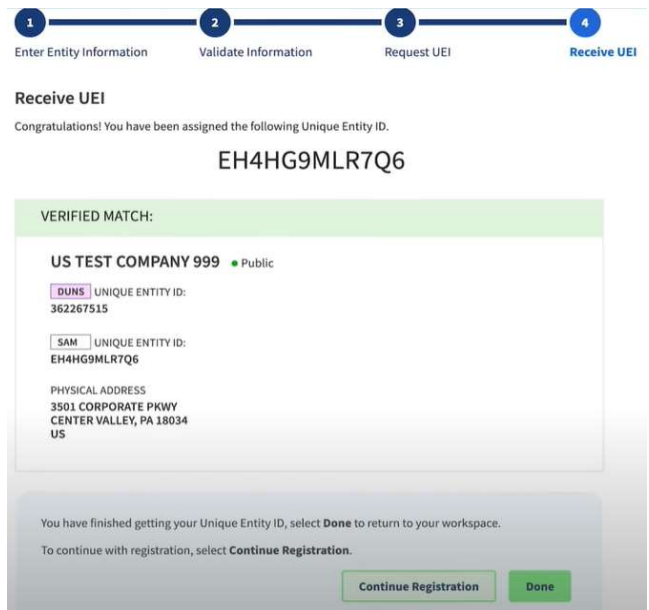 1 2 3 4
Enter Entity Information Validate Information Request UEI Receive UEI
Receive UEI
Congratulations! You have been assigned the following Unique Entity ID.
EH4HG9MLR7Q6
VERIFIED MATCH:
US TEST COMPANY 999 ● Public
DUNS UNIQUE ENTITY ID:
362267515
SAM UNIQUE ENTITY ID:
EH4HG9MLR7Q6
PHYSICAL ADDRESS
3501 CORPORATE PKWY
CENTER VALLEY, PA 18034
US
You have finished getting your Unique Entity ID, select Done to return to your workspace.
To continue with registration, select Continue Registration.
Continue Registration Done